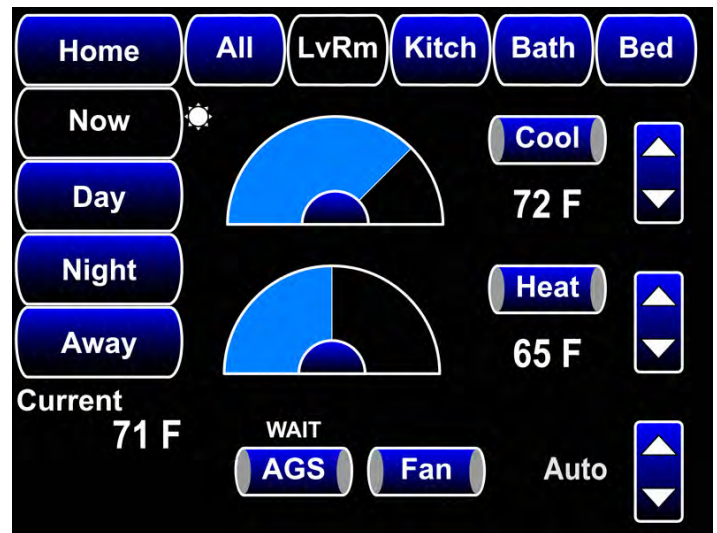 Home All LvRm Kitch Bath Bed
Now
Day
Night
Away
Current
71 F
Cool
72 F
Heat
65 F
WAIT
AGS Fan Auto